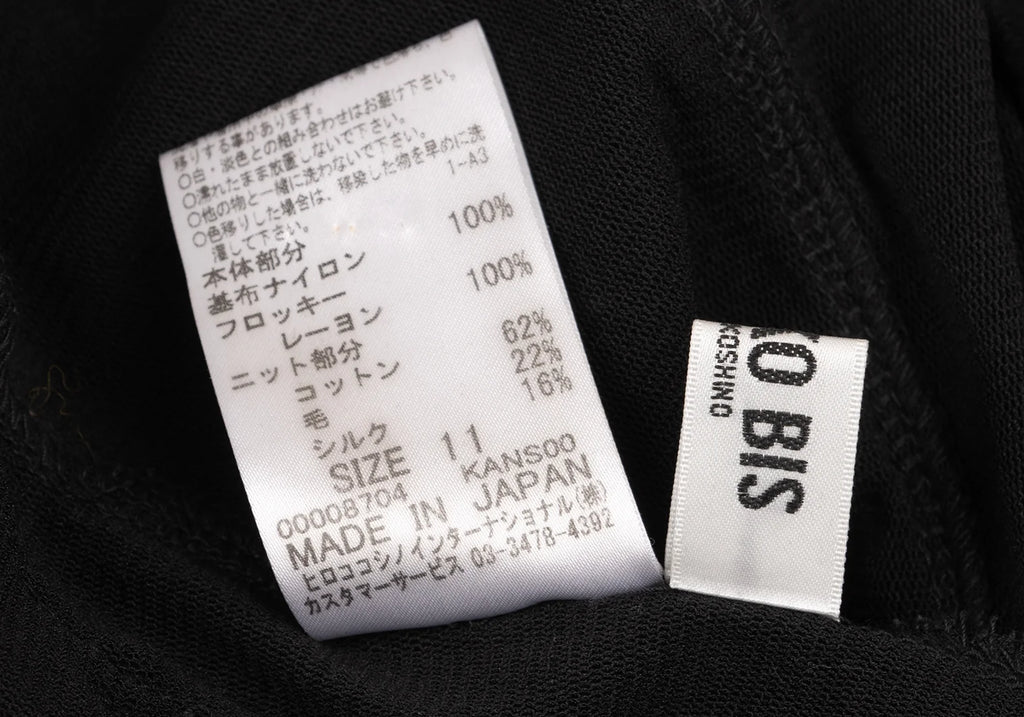 移りする事があります。
○白・淡色との組み合わせはお避け下さい。
○濡れたまま放置しないで下さい。
○他の物と一緒に洗わないで下さい。
○色移りした場合は、移染した物を早めに洗
濯して下さい。 1-A3
本体部分
基布ナイロン 100%
フロッキー
レーヨン 100%
ニット部分
コットン 62%
毛 22%
シルク 16%
SIZE 11
00008704 KANSOO
MADE IN JAPAN
ヒロココシノインターナショナル(株)
カスタマーサービス 03-3478-4392
KO BIS
KOSHINO